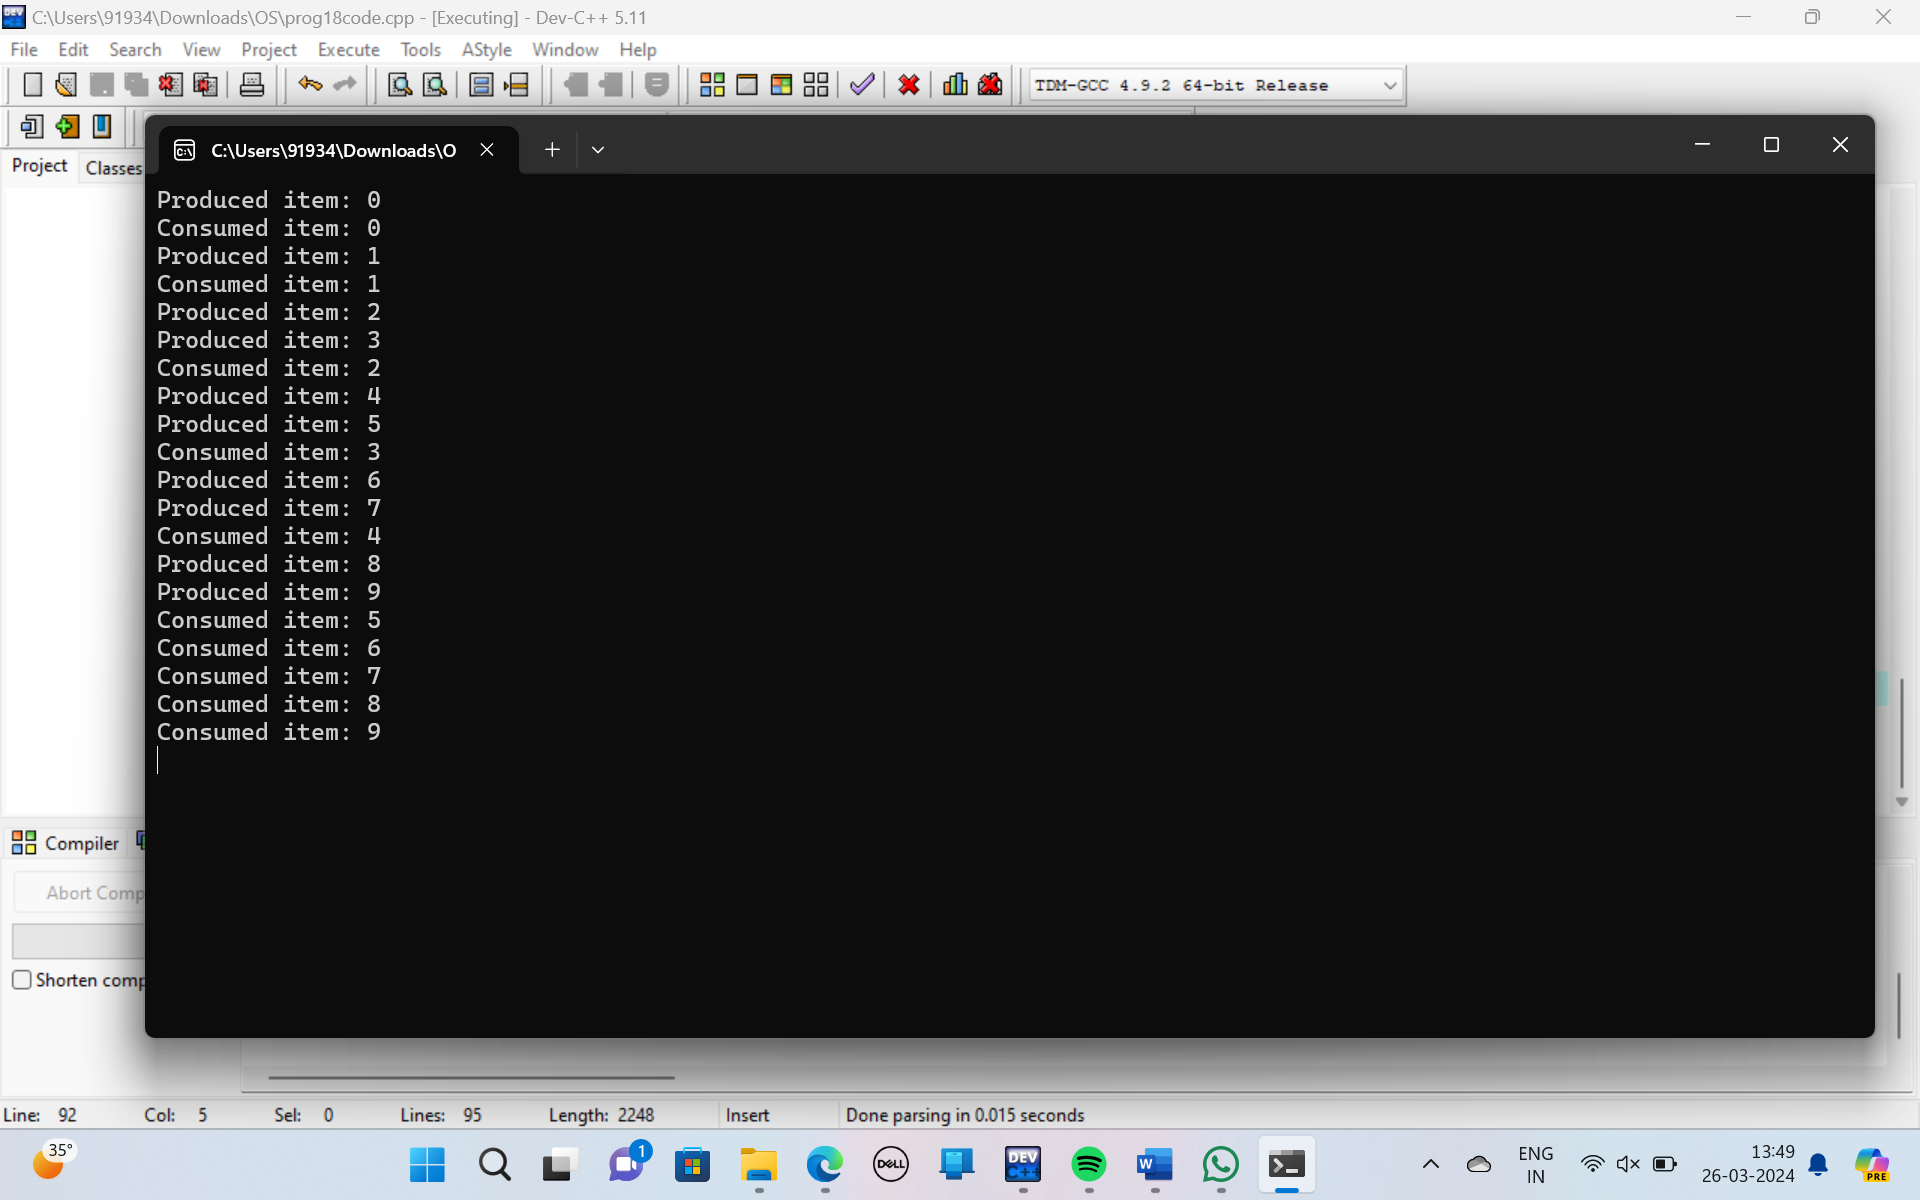 C:\Users\91934\Downloads\OS\prog18code.cpp - [Executing] - Dev-C++ 5.11
File Edit Search View Project Execute Tools AStyle Window Help
TDM-GCC 4.9.2 64-bit Release
Project Classes
C:\Users\91934\Downloads\O
Produced item: 0
Consumed item: 0
Produced item: 1
Consumed item: 1
Produced item: 2
Produced item: 3
Consumed item: 2
Produced item: 4
Produced item: 5
Consumed item: 3
Produced item: 6
Produced item: 7
Consumed item: 4
Produced item: 8
Produced item: 9
Consumed item: 5
Consumed item: 6
Consumed item: 7
Consumed item: 8
Consumed item: 9
Compiler
Abort Comp
Shorten comp
Line: 92 Col: 5 Sel: 0 Lines: 95 Length: 2248 Insert Done parsing in 0.015 seconds
35°
1
DELL
DEV C++
W
ENG
IN
13:49
26-03-2024
PRE